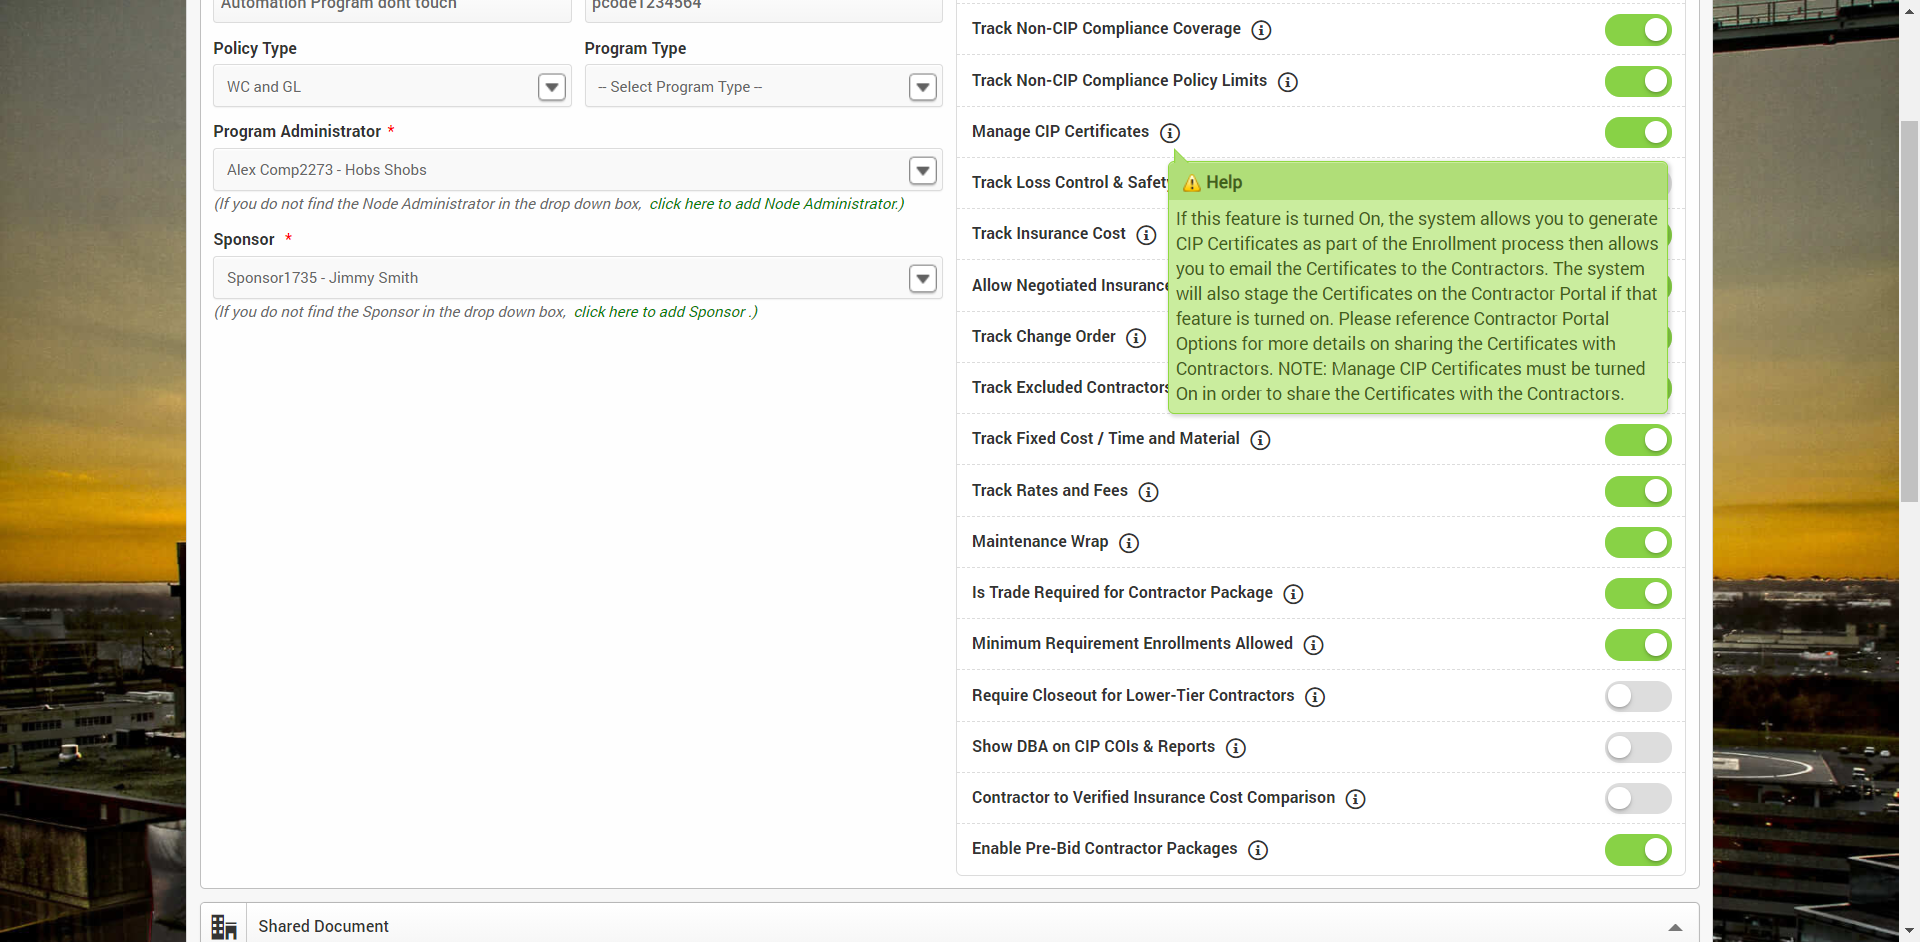 Automation Program dont touch
pcode1234564
Policy Type
Program Type
WC and GL
-- Select Program Type --
Program Administrator *
Alex Comp2273 - Hobs Shobs
(If you do not find the Node Administrator in the drop down box, click here to add Node Administrator.)
Sponsor *
Sponsor1735 - Jimmy Smith
(If you do not find the Sponsor in the drop down box, click here to add Sponsor .)
Track Non-CIP Compliance Coverage
Track Non-CIP Compliance Policy Limits
Manage CIP Certificates
Track Loss Control & Safety
Track Insurance Cost
Allow Negotiated Insurance
Track Change Order
Track Excluded Contractors
Help
If this feature is turned On, the system allows you to generate
CIP Certificates as part of the Enrollment process then allows
you to email the Certificates to the Contractors. The system
will also stage the Certificates on the Contractor Portal if that
feature is turned on. Please reference Contractor Portal
Options for more details on sharing the Certificates with
Contractors. NOTE: Manage CIP Certificates must be turned
On in order to share the Certificates with the Contractors.
Track Fixed Cost / Time and Material
Track Rates and Fees
Maintenance Wrap
Is Trade Required for Contractor Package
Minimum Requirement Enrollments Allowed
Require Closeout for Lower-Tier Contractors
Show DBA on CIP COIs & Reports
Contractor to Verified Insurance Cost Comparison
Enable Pre-Bid Contractor Packages
Shared Document